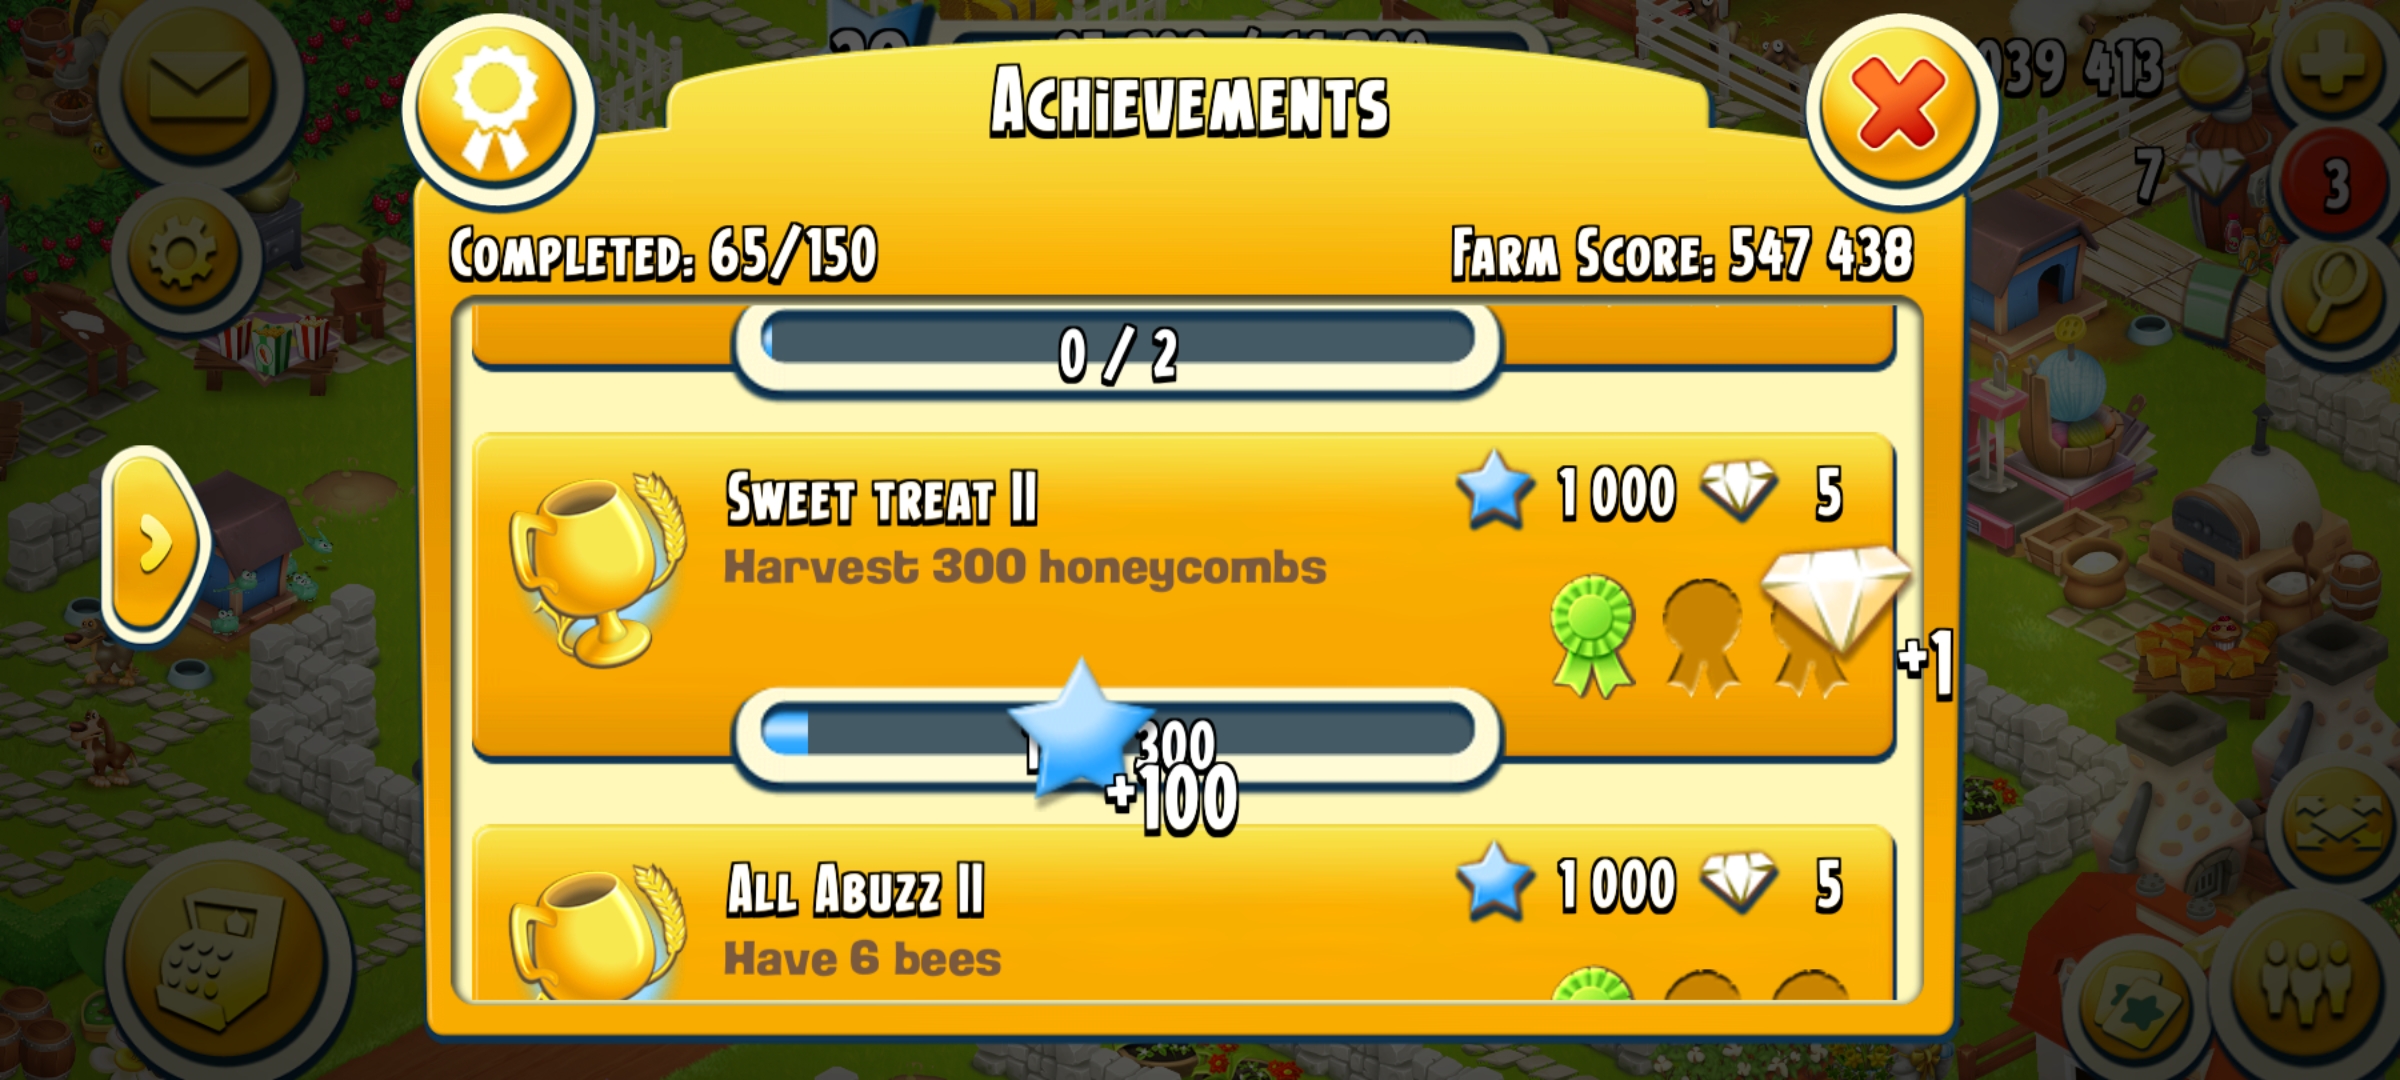 Achievements
039 413
7
3
Completed: 65/150
Farm Score: 547 438
0 / 2
Sweet treat II
1 000
5
Harvest 300 honeycombs
+1
300
+100
All Abuzz II
1 000
5
Have 6 bees